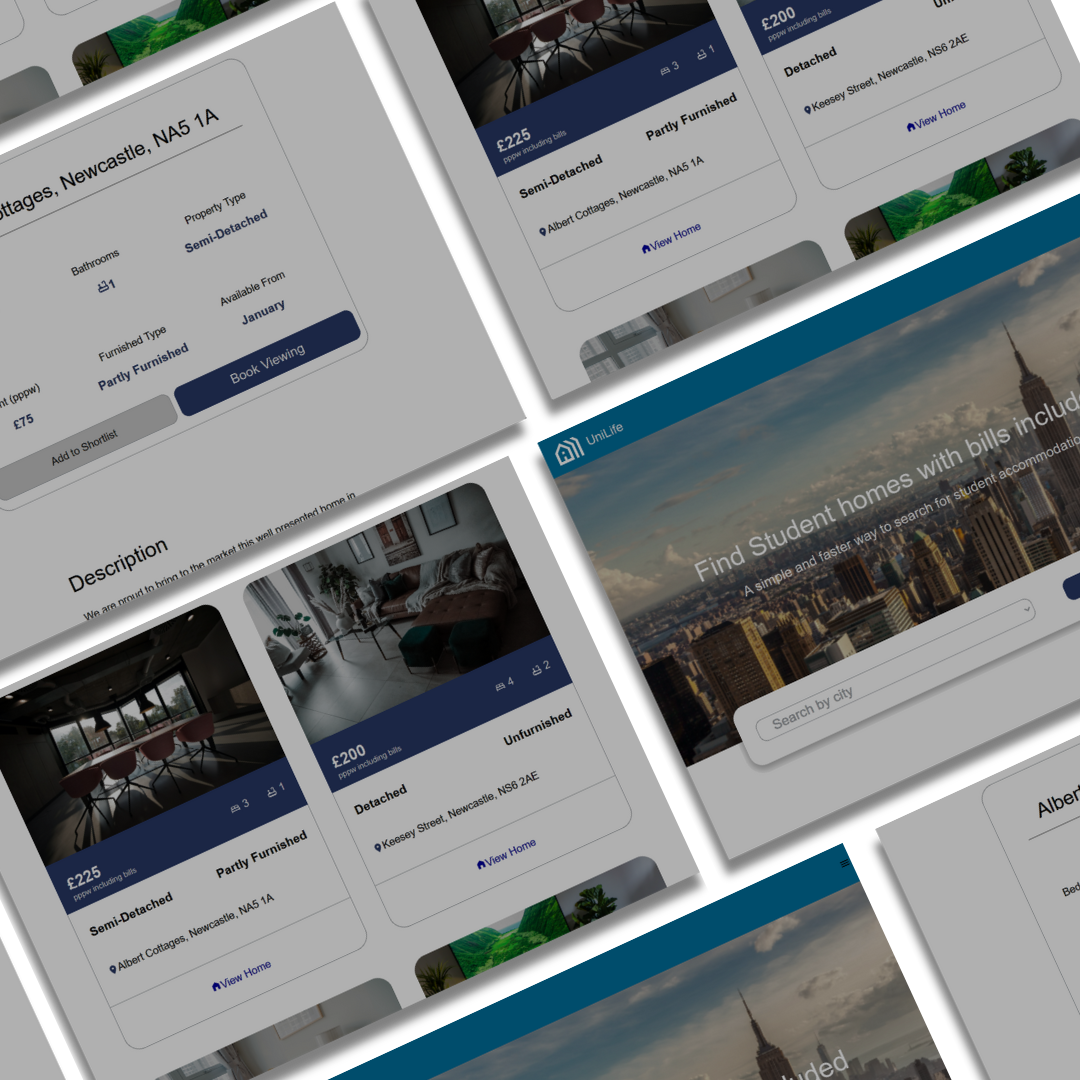 ottages, Newcastle, NA5 1A
Bathrooms
1
Property Type
Semi-Detached
nt (pppw)
£75
Furnished Type
Partly Furnished
Available From
January
Add to Shortlist
Book Viewing
Description
We are proud to bring to the market this well presented home in
£225
pppw including bills
3
1
Semi-Detached
Partly Furnished
Albert Cottages, Newcastle, NA5 1A
View Home
£200
Detached
Keesey Street, Newcastle, NS6 2AE
View Home
UniLife
Find Student homes with bills includ
A simple and faster way to search for student accommodatio
Search by city
£225
pppw including bills
3
1
Semi-Detached
Partly Furnished
Albert Cottages, Newcastle, NA5 1A
View Home
£200
pppw including bills
4
2
Detached
Unfurnished
Keesey Street, Newcastle, NS6 2AE
View Home
Albert
Bed
luded